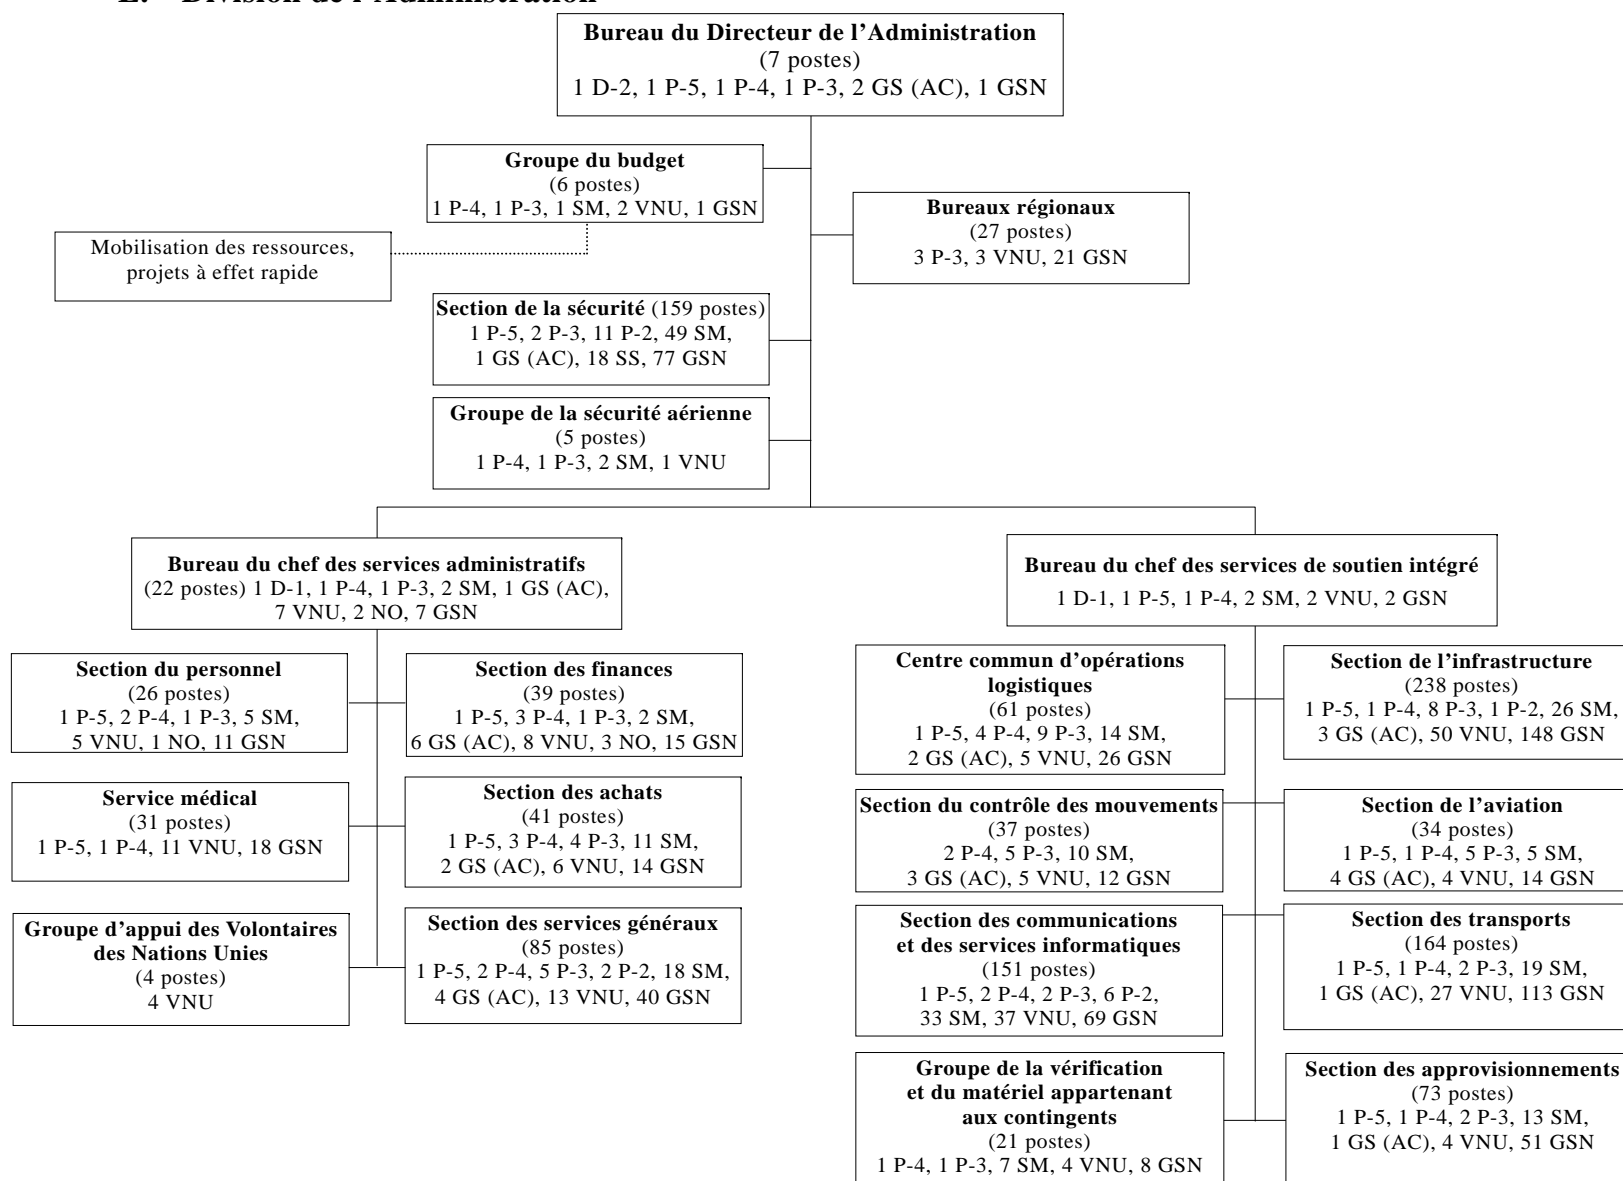 E. Division de l'Administration
Bureau du Directeur de l'Administration
(7 postes)
1 D-2, 1 P-5, 1 P-4, 1 P-3, 2 GS (AC), 1 GSN
Groupe du budget
(6 postes)
1 P-4, 1 P-3, 1 SM, 2 VNU, 1 GSN
Mobilisation des ressources,
projets à effet rapide
Bureaux régionaux
(27 postes)
3 P-3, 3 VNU, 21 GSN
Section de la sécurité (159 postes)
1 P-5, 2 P-3, 11 P-2, 49 SM,
1 GS (AC), 18 SS, 77 GSN
Groupe de la sécurité aérienne
(5 postes)
1 P-4, 1 P-3, 2 SM, 1 VNU
Bureau du chef des services administratifs
(22 postes) 1 D-1, 1 P-4, 1 P-3, 2 SM, 1 GS (AC),
7 VNU, 2 NO, 7 GSN
Section du personnel
(26 postes)
1 P-5, 2 P-4, 1 P-3, 5 SM,
5 VNU, 1 NO, 11 GSN
Section des finances
(39 postes)
1 P-5, 3 P-4, 1 P-3, 2 SM,
6 GS (AC), 8 VNU, 3 NO, 15 GSN
Service médical
(31 postes)
1 P-5, 1 P-4, 11 VNU, 18 GSN
Section des achats
(41 postes)
1 P-5, 3 P-4, 4 P-3, 11 SM,
2 GS (AC), 6 VNU, 14 GSN
Groupe d'appui des Volontaires
des Nations Unies
(4 postes)
4 VNU
Section des services généraux
(85 postes)
1 P-5, 2 P-4, 5 P-3, 2 P-2, 18 SM,
4 GS (AC), 13 VNU, 40 GSN
Bureau du chef des services de soutien intégré
1 D-1, 1 P-5, 1 P-4, 2 SM, 2 VNU, 2 GSN
Centre commun d'opérations
logistiques
(61 postes)
1 P-5, 4 P-4, 9 P-3, 14 SM,
2 GS (AC), 5 VNU, 26 GSN
Section de l'infrastructure
(238 postes)
1 P-5, 1 P-4, 8 P-3, 1 P-2, 26 SM,
3 GS (AC), 50 VNU, 148 GSN
Section du contrôle des mouvements
(37 postes)
2 P-4, 5 P-3, 10 SM,
3 GS (AC), 5 VNU, 12 GSN
Section de l'aviation
(34 postes)
1 P-5, 1 P-4, 5 P-3, 5 SM,
4 GS (AC), 4 VNU, 14 GSN
Section des communications
et des services informatiques
(151 postes)
1 P-5, 2 P-4, 2 P-3, 6 P-2,
33 SM, 37 VNU, 69 GSN
Section des transports
(164 postes)
1 P-5, 1 P-4, 2 P-3, 19 SM,
1 GS (AC), 27 VNU, 113 GSN
Groupe de la vérification
et du matériel appartenant
aux contingents
(21 postes)
1 P-4, 1 P-3, 7 SM, 4 VNU, 8 GSN
Section des approvisionnements
(73 postes)
1 P-5, 1 P-4, 2 P-3, 13 SM,
1 GS (AC), 4 VNU, 51 GSN